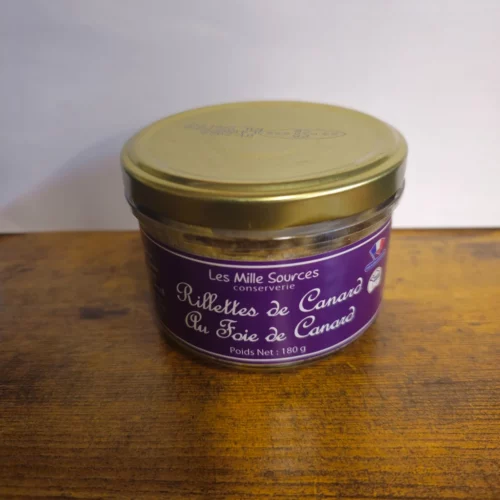 Les Mille Sources
conserverie
Rillettes de Canard
Au Foie de Canard
Poids Net : 180 g